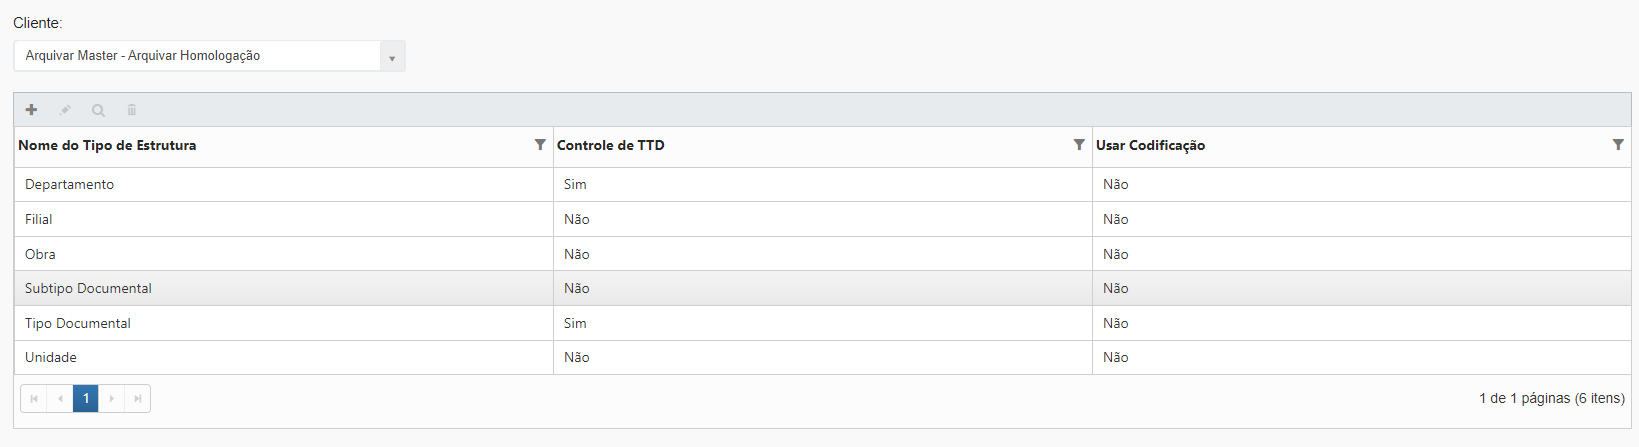 Cliente:
Arquivar Master - Arquivar Homologação
Nome do Tipo de Estrutura Controle de TTD Usar Codificação
Departamento Sim Não
Filial Não Não
Obra Não Não
Subtipo Documental Não Não
Tipo Documental Sim Não
Unidade Não Não
1 1 de 1 páginas (6 itens)